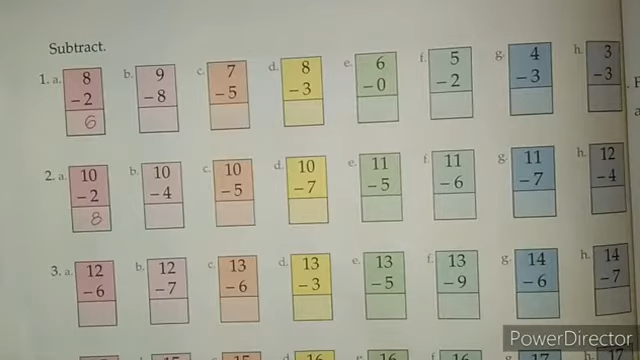 Subtract.
1. a. b. c. d. e. f. g. h.
8 9 7 8 6 5 4 3
-2 -8 -5 -3 -0 -2 -3 -3
6
2. a. b. c. d. e. f. g. h.
10 10 10 10 11 11 11 12
-2 -4 -5 -7 -5 -6 -7 -4
8
3. a. b. c. d. e. f. g. h.
12 12 13 13 13 13 14 14
-6 -7 -6 -3 -5 -9 -6 -7
PowerDirector